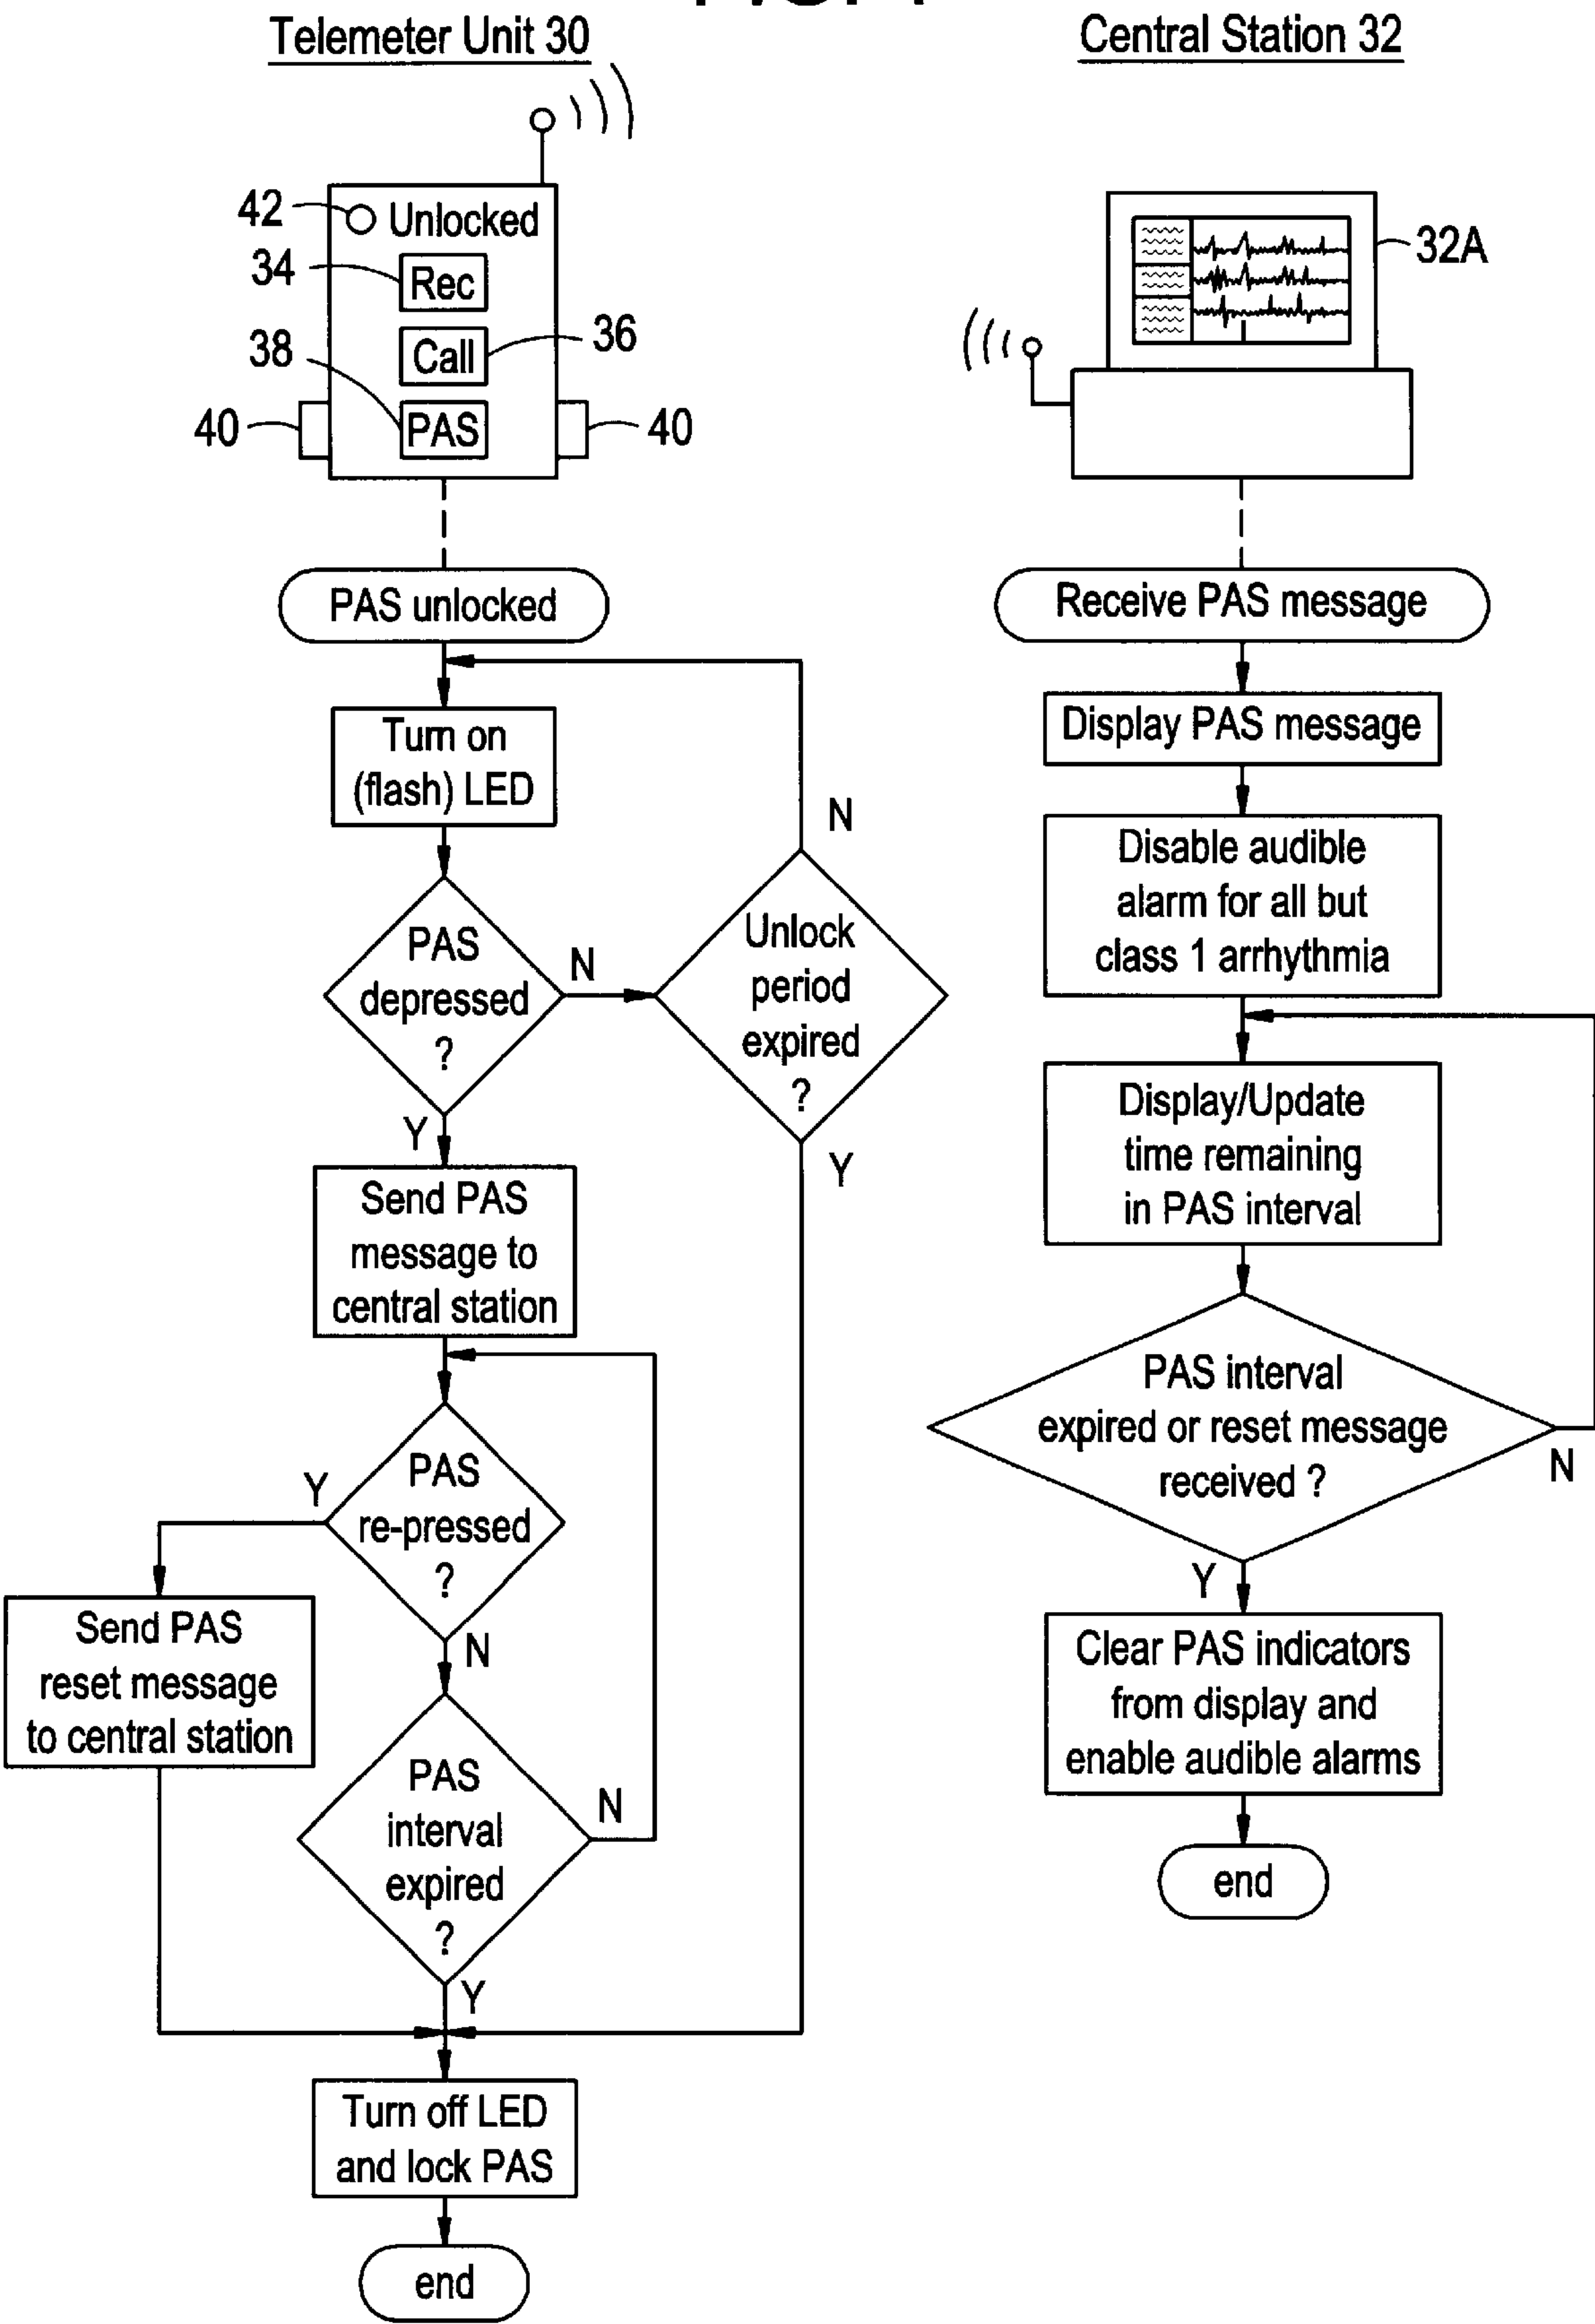 Telemeter Unit 30
42
Unlocked
34
Rec
36
Call
38
PAS
40
40
PAS unlocked
Turn on
(flash) LED
PAS
depressed
?
N
Y
Unlock
period
expired
?
N
Y
Send PAS
message to
central station
PAS
re-pressed
?
Y
N
Send PAS
reset message
to central station
PAS
interval
expired
?
N
Y
Turn off LED
and lock PAS
end
Central Station 32
32A
Receive PAS message
Display PAS message
Disable audible
alarm for all but
class 1 arrhythmia
Display/Update
time remaining
in PAS interval
PAS interval
expired or reset message
received ?
N
Y
Clear PAS indicators
from display and
enable audible alarms
end